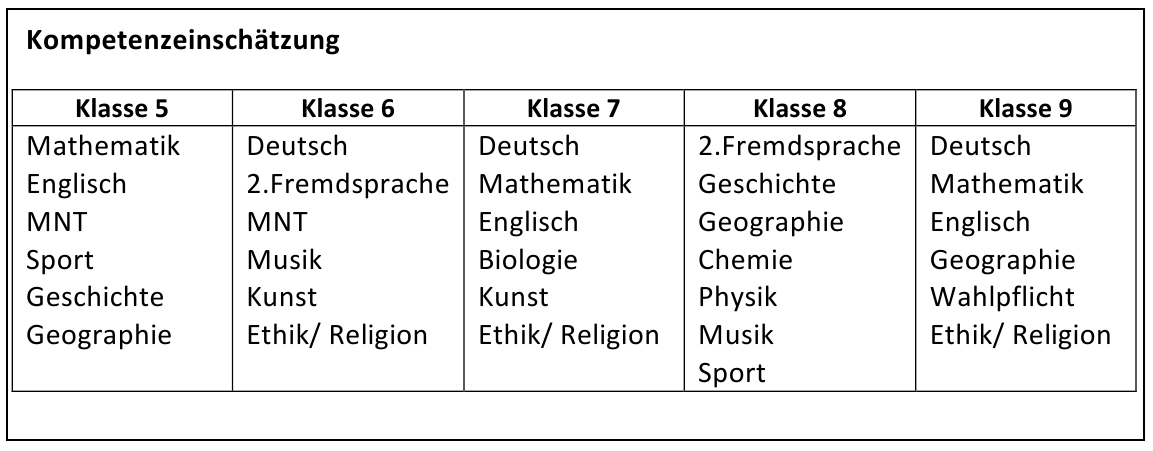 Kompetenzeinschätzung
Klasse 5 Klasse 6 Klasse 7 Klasse 8 Klasse 9
Mathematik Deutsch Deutsch 2.Fremdsprache Deutsch
Englisch 2.Fremdsprache Mathematik Geschichte Mathematik
MNT MNT Englisch Geographie Englisch
Sport Musik Biologie Chemie Geographie
Geschichte Kunst Kunst Physik Wahlpflicht
Geographie Ethik/ Religion Ethik/ Religion Musik Ethik/ Religion
Sport